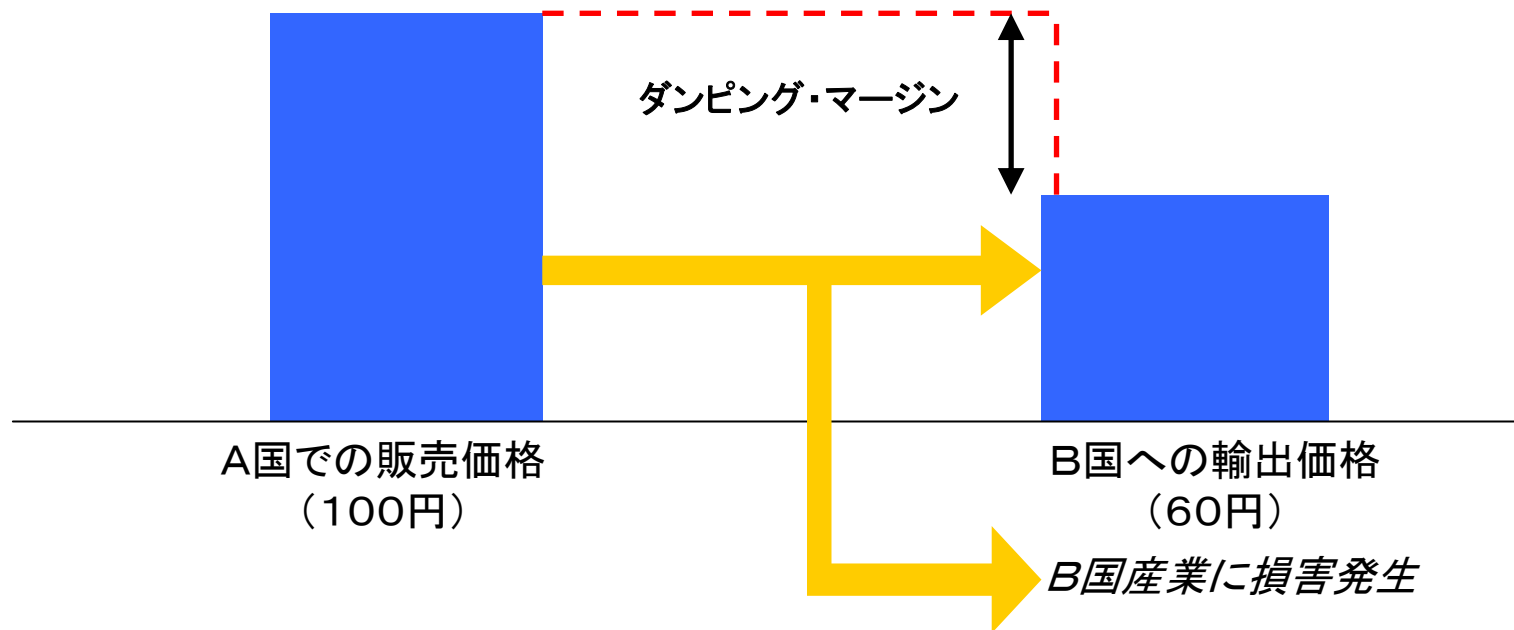 ダンピング・マージン
A国での販売価格
（100円）
B国への輸出価格
（60円）
B国産業に損害発生